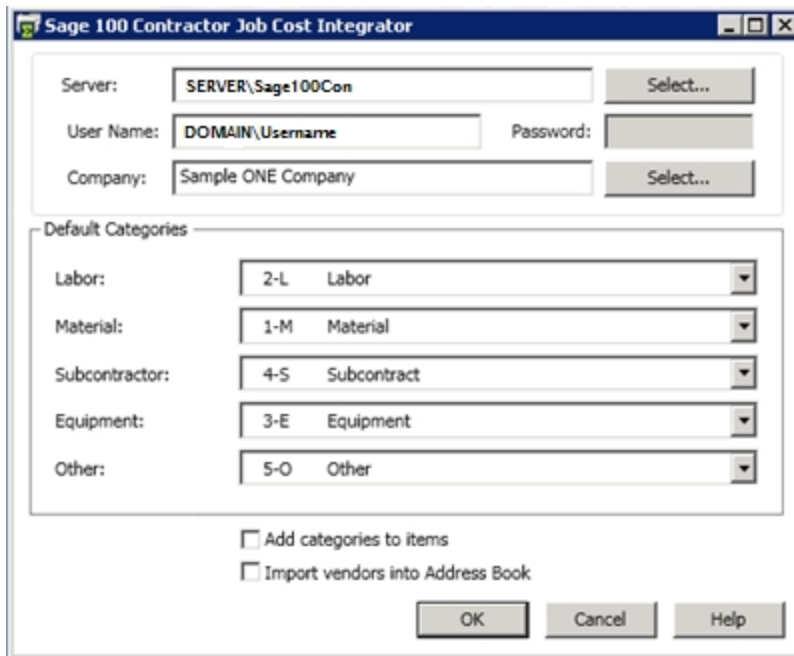 Sage 100 Contractor Job Cost Integrator
Server: SERVER\Sage100Con Select...
User Name: DOMAIN\Username Password:
Company: Sample ONE Company Select...
Default Categories
Labor: 2-L Labor
Material: 1-M Material
Subcontractor: 4-S Subcontract
Equipment: 3-E Equipment
Other: 5-O Other
Add categories to items
Import vendors into Address Book
OK Cancel Help